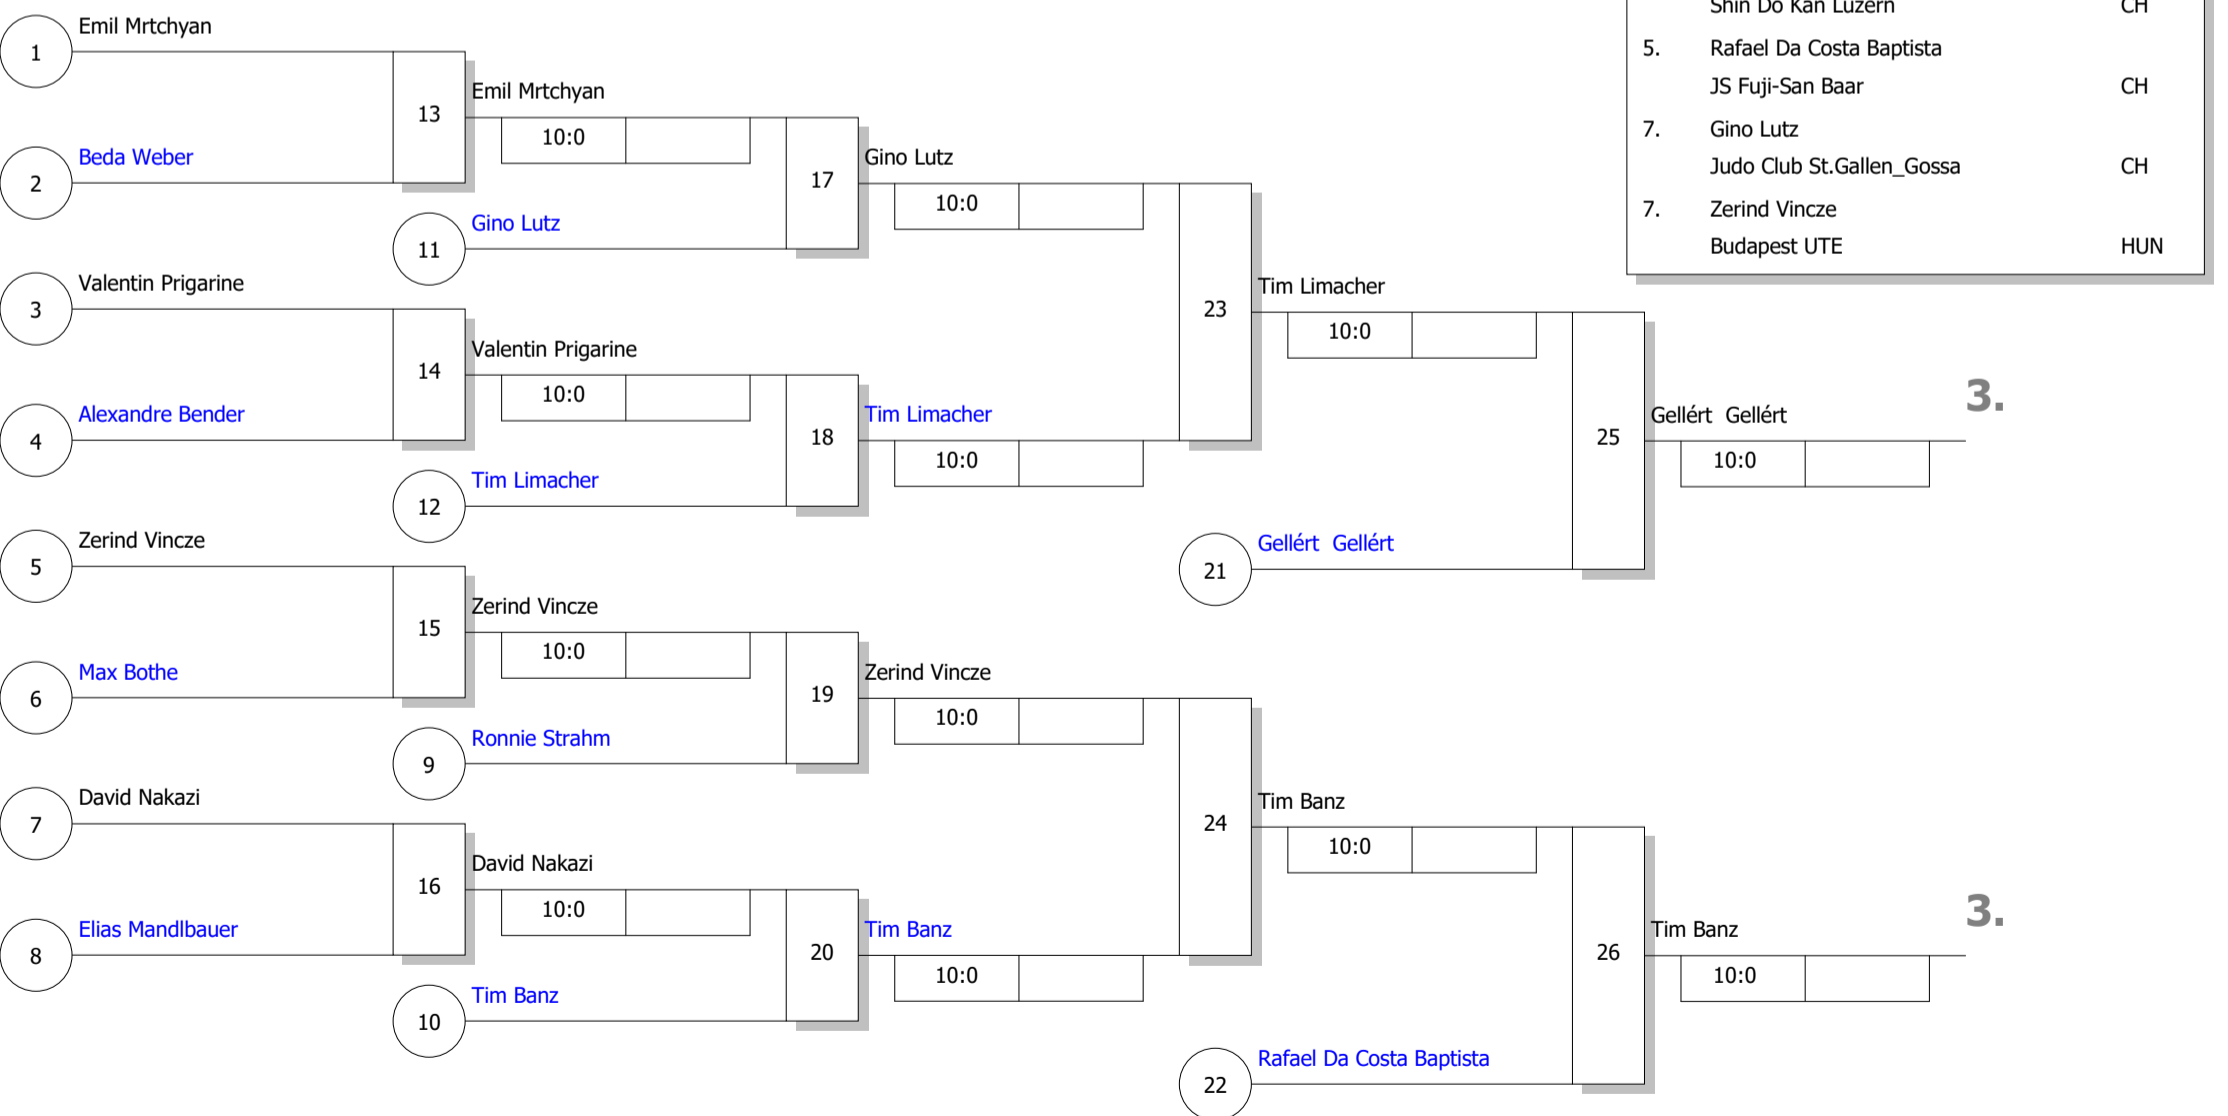 Shin Do Kan Luzern CH
5. Rafael Da Costa Baptista
JS Fuji-San Baar CH
7. Gino Lutz
Judo Club St.Gallen_Gossa CH
7. Zerind Vincze
Budapest UTE HUN
1 Emil Mrtchyan
2 Beda Weber
3 Valentin Prigarine
4 Alexandre Bender
5 Zerind Vincze
6 Max Bothe
7 David Nakazi
8 Elias Mandlbauer
13 Emil Mrtchyan
10:0
11 Gino Lutz
14 Valentin Prigarine
10:0
12 Tim Limacher
15 Zerind Vincze
10:0
9 Ronnie Strahm
16 David Nakazi
10:0
10 Tim Banz
17 Gino Lutz
10:0
18 Tim Limacher
10:0
19 Zerind Vincze
10:0
20 Tim Banz
10:0
23 Tim Limacher
10:0
21 Gellért  Gellért
24 Tim Banz
10:0
22 Rafael Da Costa Baptista
25 Gellért  Gellért
10:0
3.
26 Tim Banz
10:0
3.